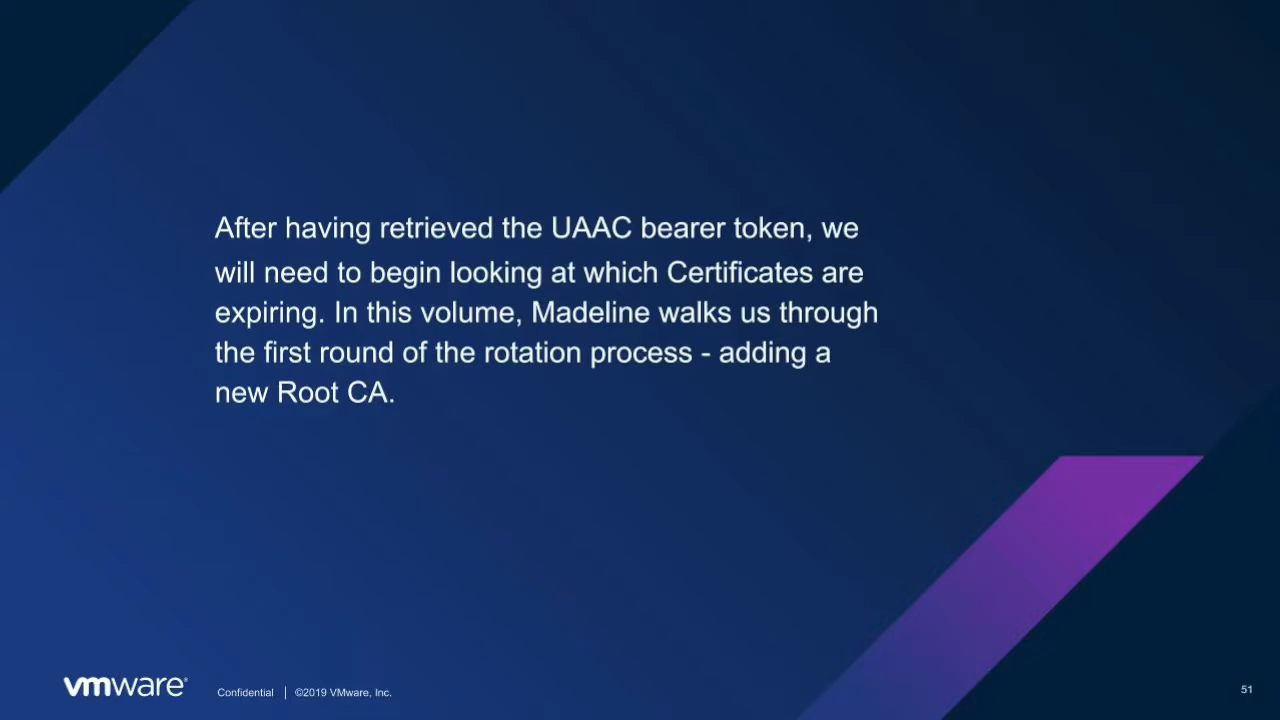 After having retrieved the UAAC bearer token, we
will need to begin looking at which Certificates are
expiring. In this volume, Madeline walks us through
the first round of the rotation process - adding a
new Root CA.
vmware®
Confidential | ©2019 VMware, Inc.
51